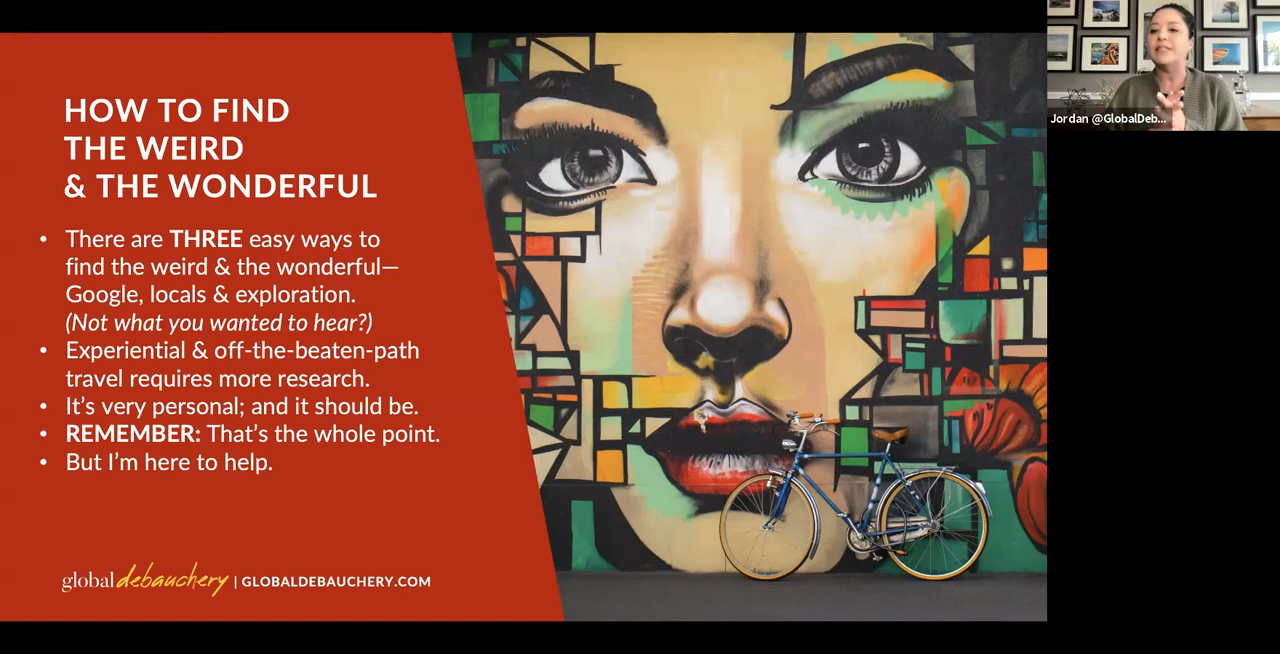 HOW TO FIND
THE WEIRD
& THE WONDERFUL
• There are THREE easy ways to
find the weird & the wonderful—
Google, locals & exploration.
(Not what you wanted to hear?)
• Experiential & off-the-beaten-path
travel requires more research.
• It’s very personal; and it should be.
• REMEMBER: That’s the whole point.
• But I’m here to help.
global debauchery | GLOBALDEBAUCHERY.COM
Jordan @GlobalDeb...